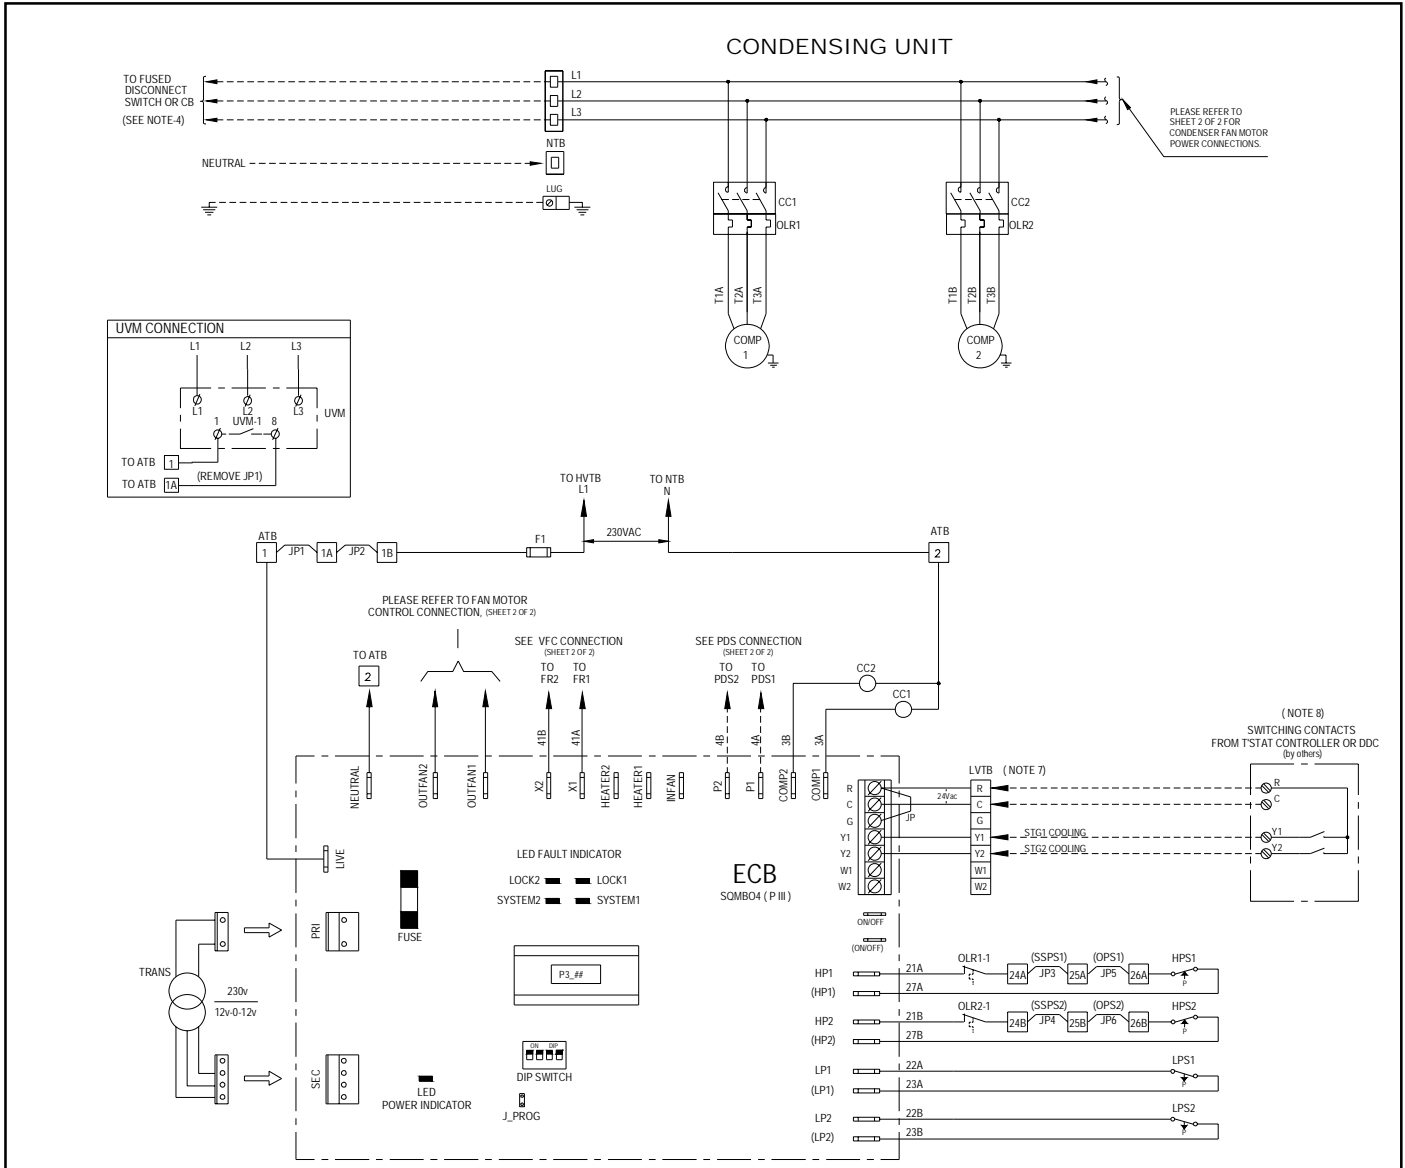 CONDENSING UNIT
TO FUSED
DISCONNECT
SWITCH OR CB
(SEE NOTE-4)
L1
L2
L3
NTB
NEUTRAL
LUG
PLEASE REFER TO
SHEET 2 OF 2 FOR
CONDENSER FAN MOTOR
POWER CONNECTIONS.
CC1
OLR1
CC2
OLR2
T1A
T2A
T3A
T1B
T2B
T3B
COMP
1
COMP
2
UVM CONNECTION
L1 L2 L3
L1 L2 L3 UVM
1 UVM-1 8
TO ATB 1
(REMOVE JP1)
TO ATB 1A
TO HVTB
L1
TO NTB
N
230VAC
F1
ATB
1 JP1 1A JP2 1B
ATB
2
PLEASE REFER TO FAN MOTOR
CONTROL CONNECTION, (SHEET 2 OF 2)
TO ATB
2
SEE VFC CONNECTION
(SHEET 2 OF 2)
TO
FR2
TO
FR1
SEE PDS CONNECTION
(SHEET 2 OF 2)
TO
PDS2
TO
PDS1
CC2
CC1
41B
41A
4B
4A
3B
3A
NEUTRAL
OUTFAN2
OUTFAN1
X2
X1
HEATER2
HEATER1
INFAN
P2
P1
COMP2
COMP1
LIVE
( NOTE 8)
SWITCHING CONTACTS
FROM T'STAT CONTROLLER OR DDC
(by others)
LVTB (NOTE 7)
R 24Vac R R
C C C
G JP G
Y1 Y1 STG1 COOLING Y1
Y2 Y2 STG2 COOLING Y2
W1 W1
W2 W2
LED FAULT INDICATOR
LOCK2 LOCK1
SYSTEM2 SYSTEM1
ECB
SQMBO4 ( P III )
FUSE
ON/OFF
(ON/OFF)
P3_##
PRI
TRANS
230v
12v-0-12v
SEC
LED
POWER INDICATOR
ON DIP
DIP SWITCH
J_PROG
HP1 21A OLR1-1 24A (SSPS1) JP3 25A (OPS1) JP5 26A HPS1 P
(HP1) 27A
HP2 21B OLR2-1 24B (SSPS2) JP4 25B (OPS2) JP6 26B HPS2 P
(HP2) 27B
LP1 22A LPS1 P
(LP1) 23A
LP2 22B LPS2 P
(LP2) 23B